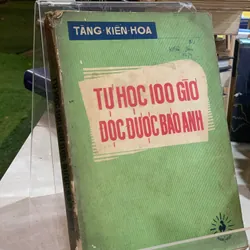 TĂNG-KIẾN-HOA
TỰ HỌC 100 GIỜ
ĐỌC ĐƯỢC BÁO ANH